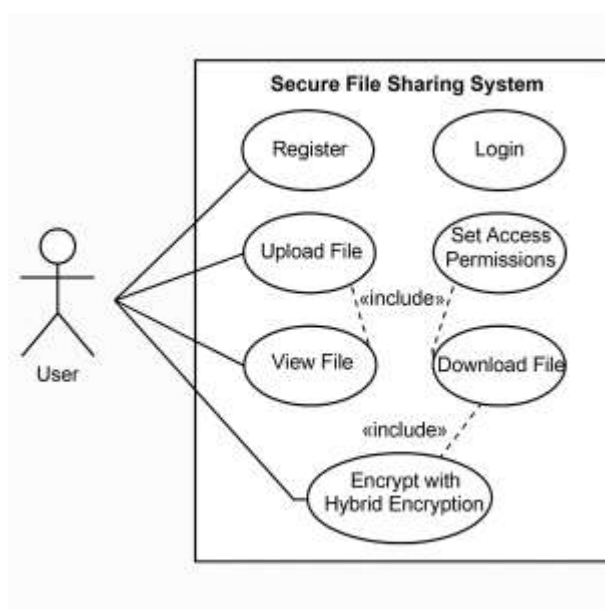 Secure File Sharing System
Register
Login
Upload File
Set Access
Permissions
«include»
View File
Download File
User
«include»
Encrypt with
Hybrid Encryption